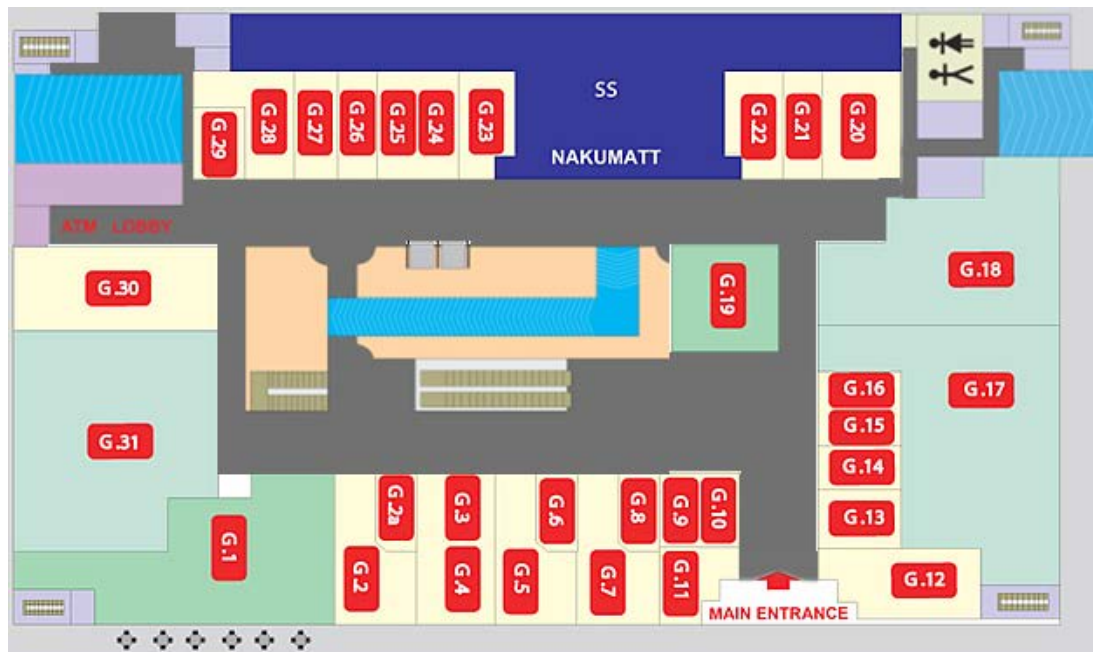 SS
NAKUMATT
G.29
G.28
G.27
G.26
G.25
G.24
G.23
G.22
G.21
G.20
ATM LOBBY
G.30
G.19
G.18
G.31
G.16
G.17
G.15
G.14
G.13
G.2a
G.3
G.6
G.8
G.9
G.10
G.1
G.2
G.4
G.5
G.7
G.11
G.12
MAIN ENTRANCE